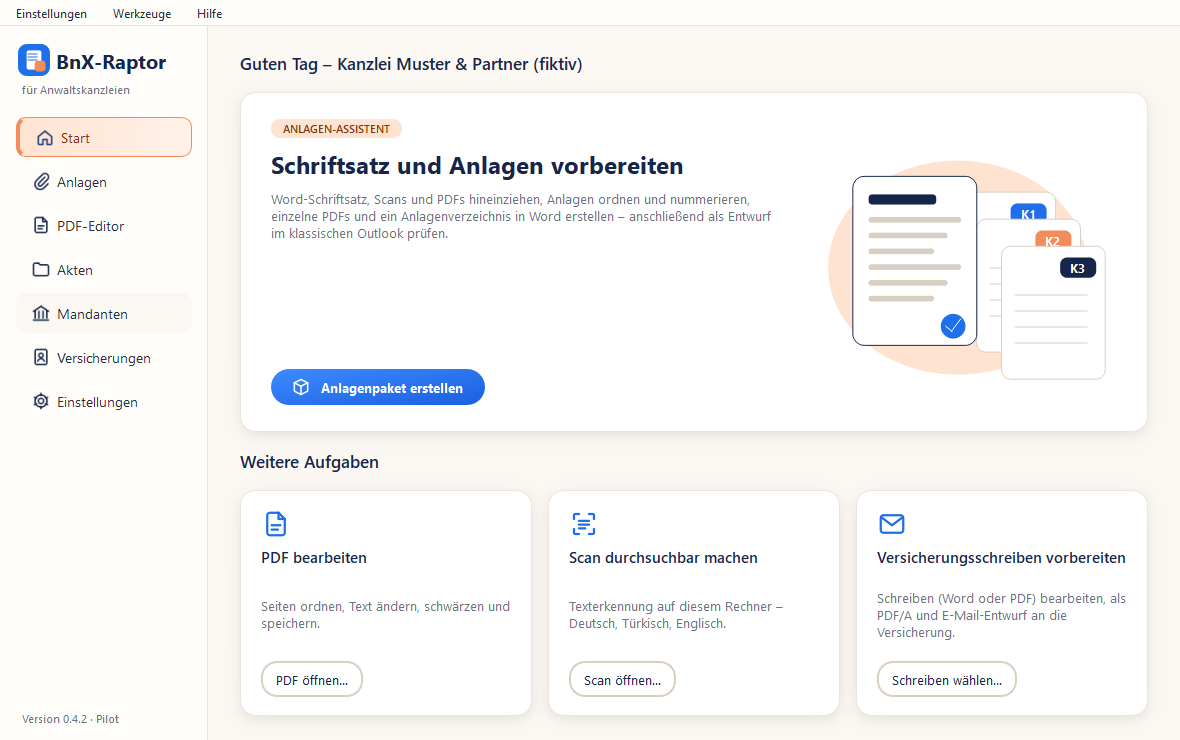 Einstellungen Werkzeuge Hilfe
BnX-Raptor
für Anwaltskanzleien
Start
Anlagen
PDF-Editor
Akten
Mandanten
Versicherungen
Einstellungen
Version 0.4.2 · Pilot
Guten Tag – Kanzlei Muster & Partner (fiktiv)
ANLAGEN-ASSISTENT
Schriftsatz und Anlagen vorbereiten
Word-Schriftsatz, Scans und PDFs hineinziehen, Anlagen ordnen und nummerieren,
einzelne PDFs und ein Anlagenverzeichnis in Word erstellen – anschließend als Entwurf
im klassischen Outlook prüfen.
Anlagenpaket erstellen
K1
K2
K3
Weitere Aufgaben
PDF bearbeiten
Seiten ordnen, Text ändern, schwärzen und
speichern.
PDF öffnen...
Scan durchsuchbar machen
Texterkennung auf diesem Rechner –
Deutsch, Türkisch, Englisch.
Scan öffnen...
Versicherungsschreiben vorbereiten
Schreiben (Word oder PDF) bearbeiten, als
PDF/A und E-Mail-Entwurf an die
Versicherung.
Schreiben wählen...